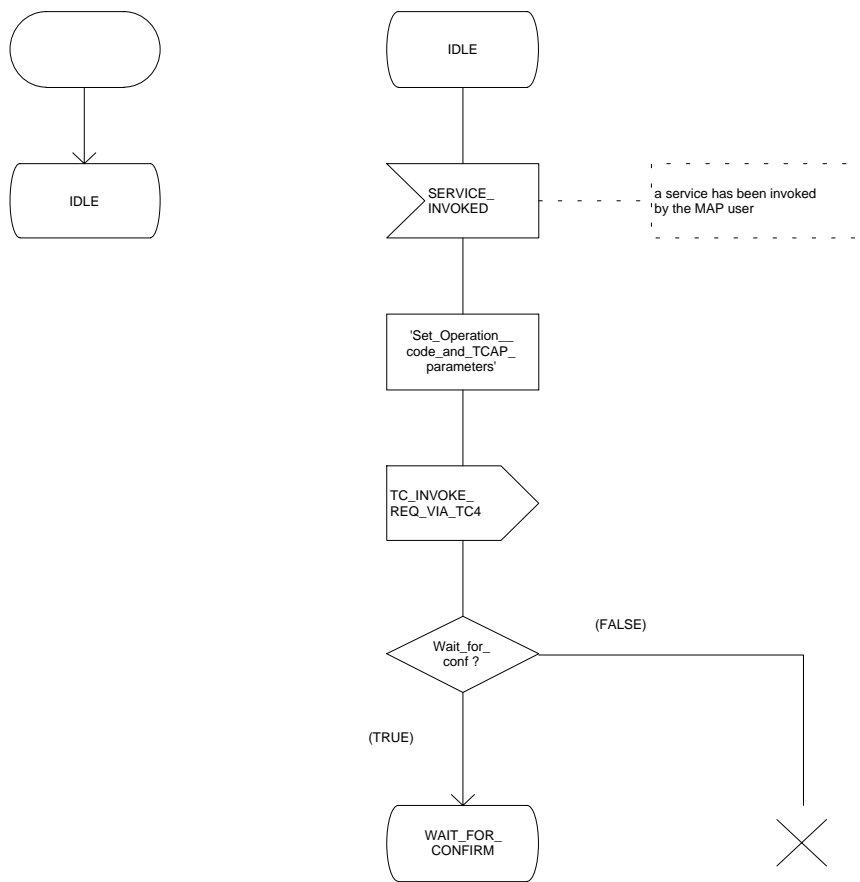 IDLE
IDLE
SERVICE_
INVOKED
a service has been invoked
by the MAP user
'Set_Operation__
code_and_TCAP_
parameters'
TC_INVOKE_
REQ_VIA_TC4
Wait_for_
conf ?
(FALSE)
(TRUE)
WAIT_FOR_
CONFIRM